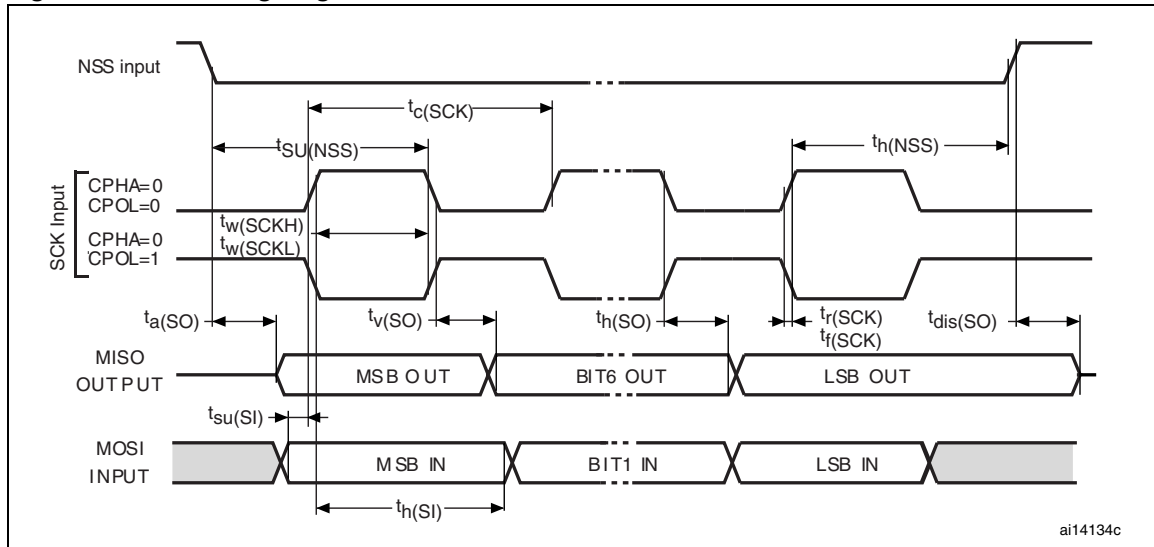 NSS input
tc(SCK)
tSU(NSS)
th(NSS)
SCK Input
CPHA=0
CPOL=0
tw(SCKH)
CPHA=0
tw(SCKL)
CPOL=1
ta(SO)
tv(SO)
th(SO)
tr(SCK)
tf(SCK)
tdis(SO)
MISO
OUTPUT
MSB OUT
BIT6 OUT
LSB OUT
tsu(SI)
MOSI
INPUT
MSB IN
BIT1 IN
LSB IN
th(SI)
ai14134c